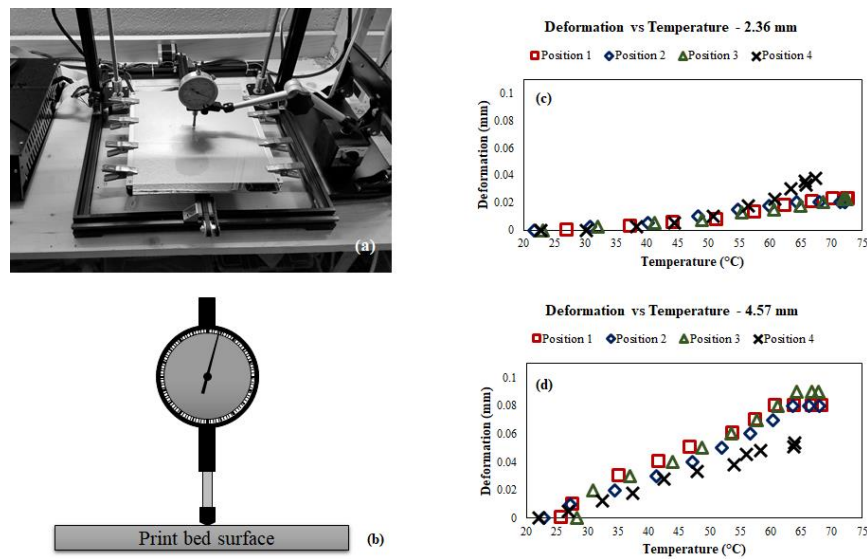 (a)
Print bed surface
(b)
Deformation vs Temperature - 2.36 mm
Position 1 Position 2 Position 3 Position 4
(c)
Deformation (mm)
0.1
0.08
0.06
0.04
0.02
0
20 25 30 35 40 45 50 55 60 65 70 75
Temperature (°C)
Deformation vs Temperature - 4.57 mm
Position 1 Position 2 Position 3 Position 4
(d)
Deformation (mm)
0.1
0.08
0.06
0.04
0.02
0
20 25 30 35 40 45 50 55 60 65 70 75
Temperature (°C)